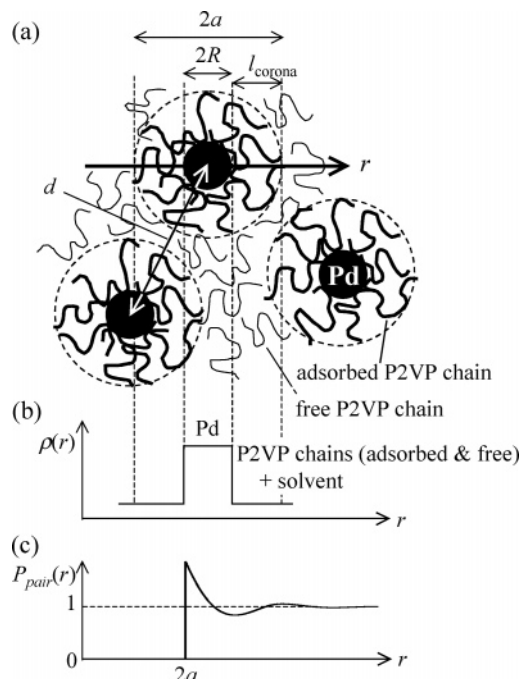 (a)
2a
2R
l_corona
r
d
Pd
adsorbed P2VP chain
free P2VP chain
(b)
ρ(r)
Pd
P2VP chains (adsorbed & free)
+ solvent
r
(c)
P_pair(r)
1
0
2a
r